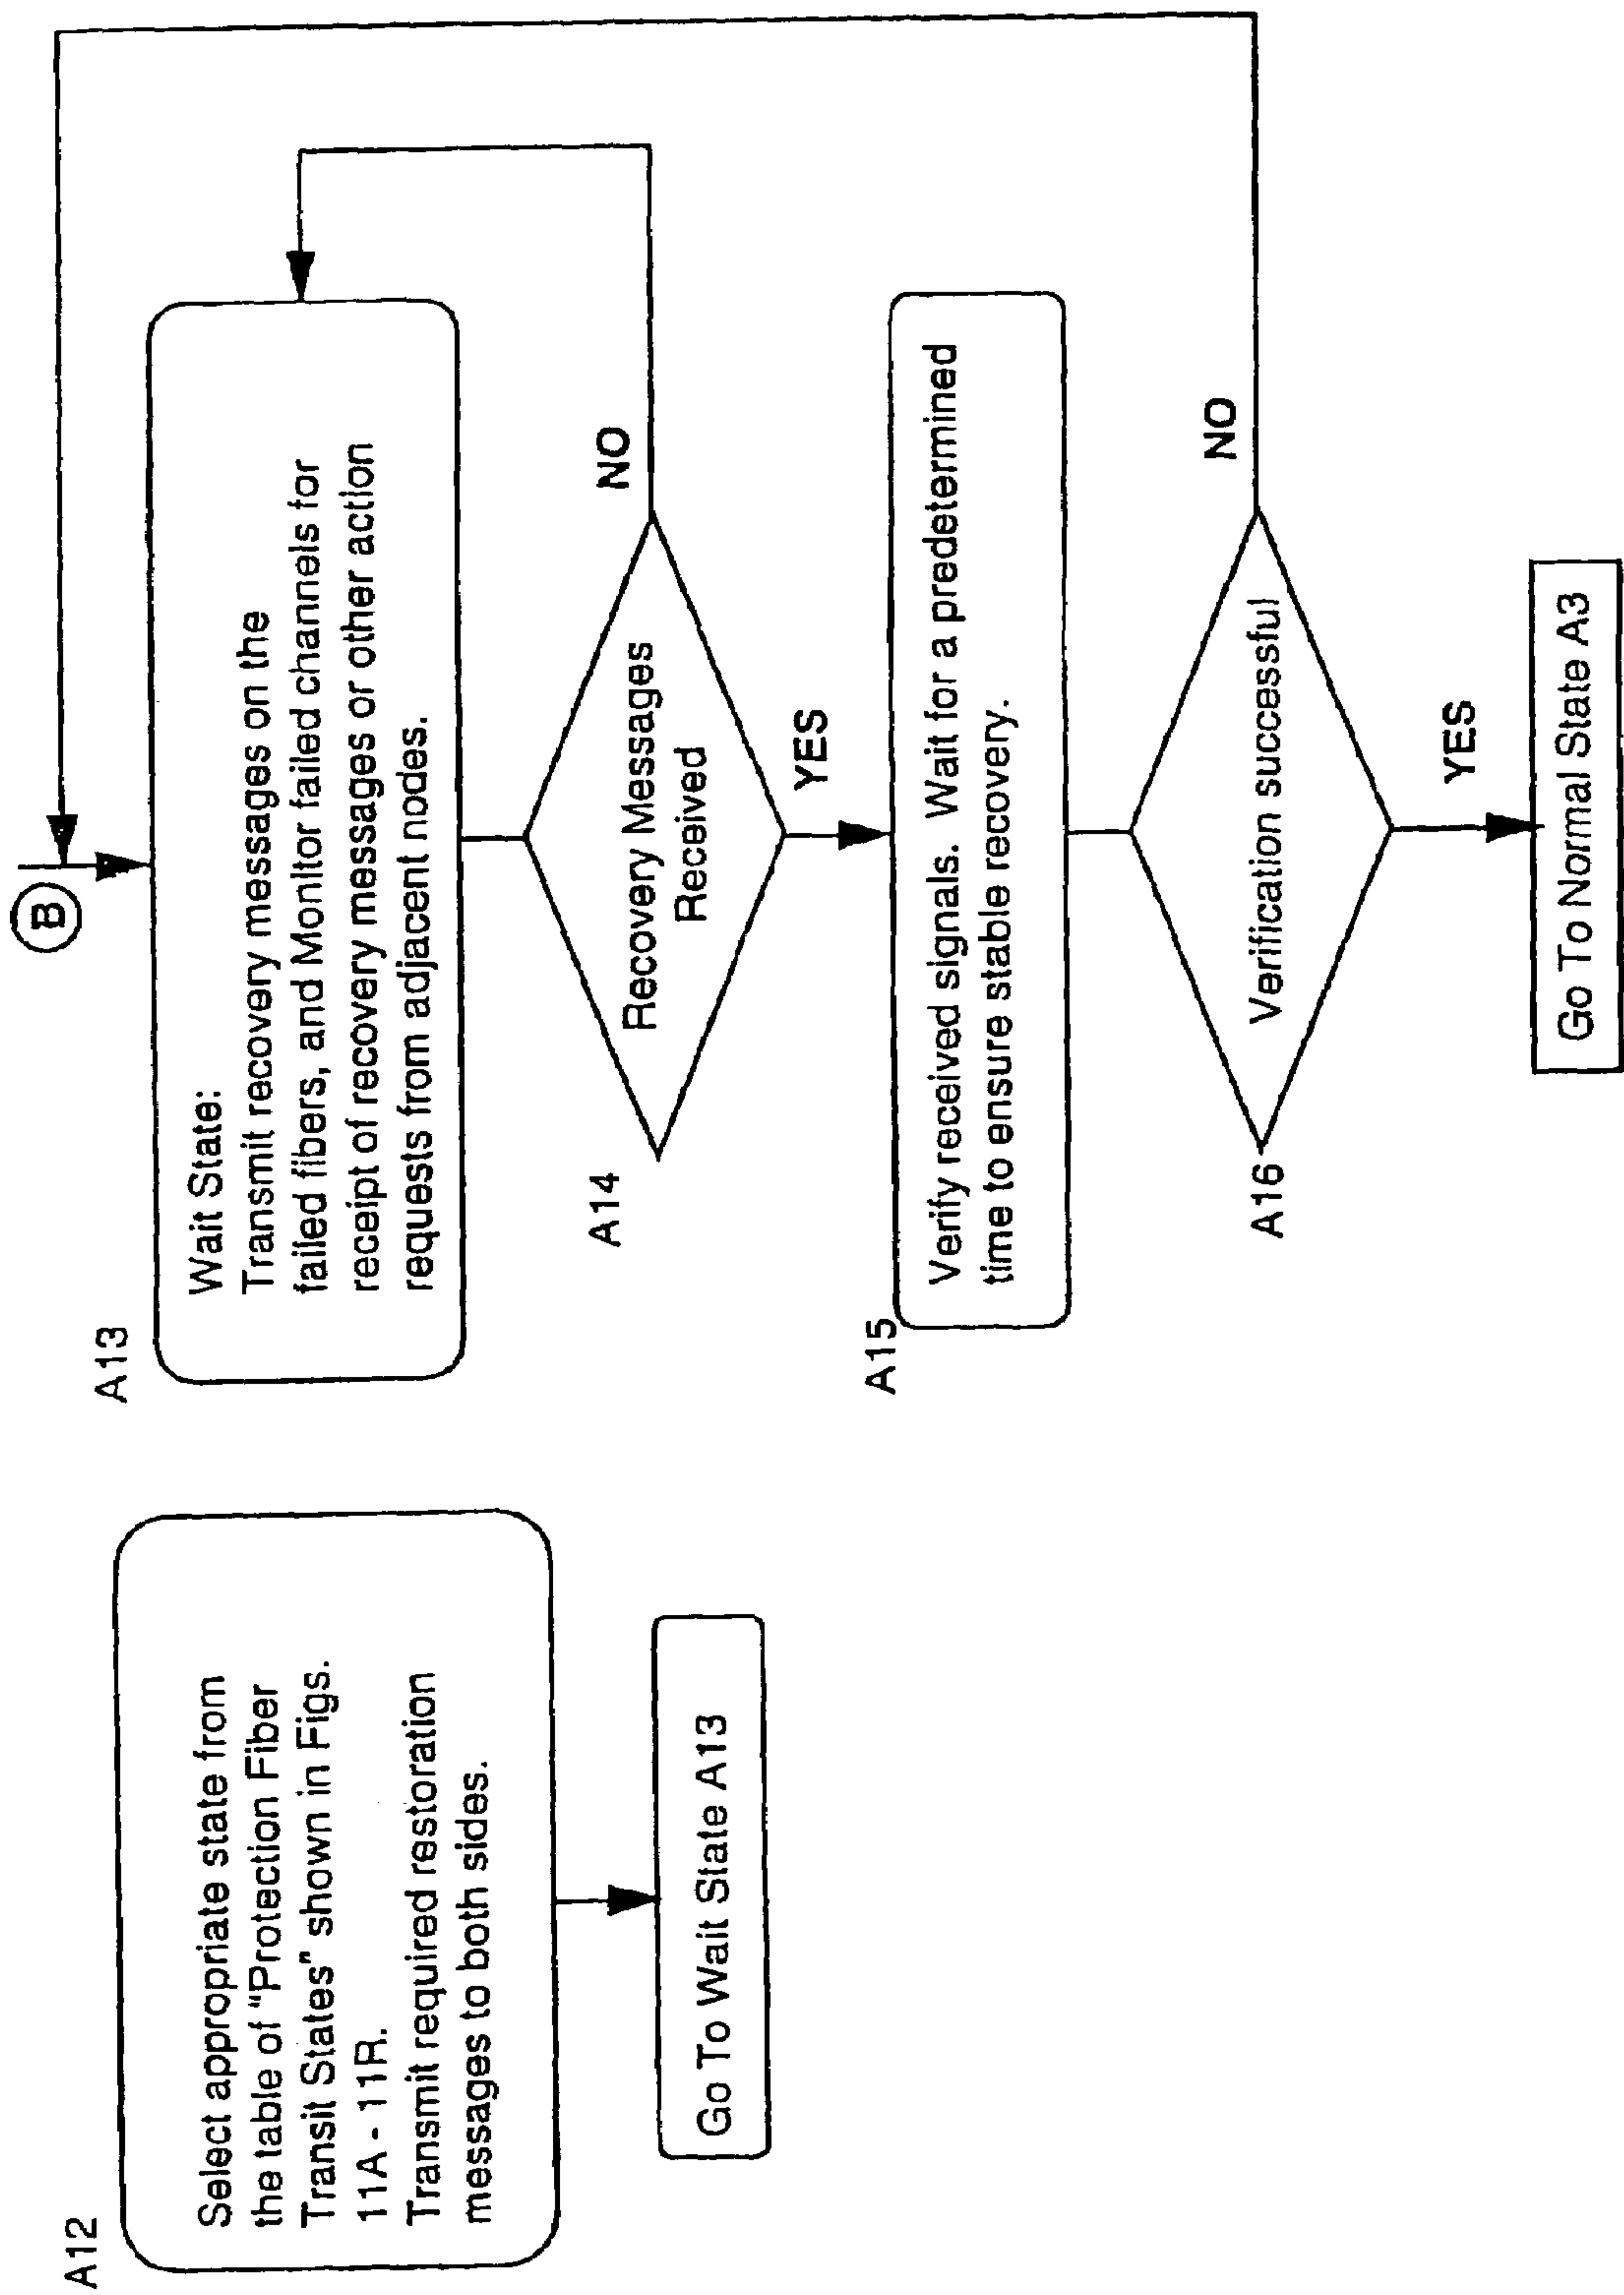 A12
Select appropriate state from
the table of "Protection Fiber
Transit States" shown in Figs.
11A - 11R.
Transmit required restoration
messages to both sides.
Go To Wait State A13
B
A13
Wait State:
Transmit recovery messages on the
failed fibers, and Monitor failed channels for
receipt of recovery messages or other action
requests from adjacent nodes.
A14
Recovery Messages
Received
NO
YES
A15
Verify received signals. Wait for a predetermined
time to ensure stable recovery.
A16
Verification successful
NO
YES
Go To Normal State A3